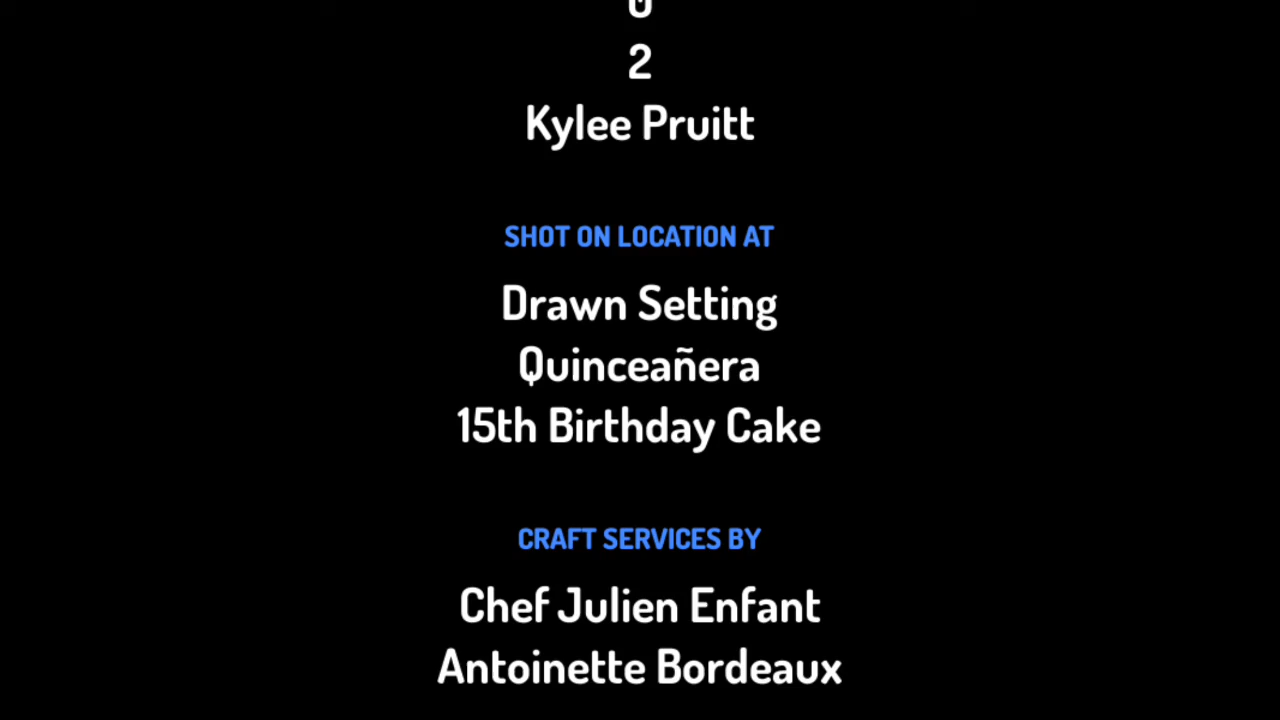 0
2
Kylee Pruitt
SHOT ON LOCATION AT
Drawn Setting
Quinceañera
15th Birthday Cake
CRAFT SERVICES BY
Chef Julien Enfant
Antoinette Bordeaux